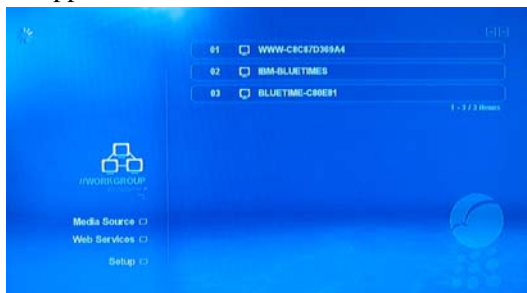 01 WWW-C8C87D369A4
02 IBM-BLUETIMES
03 BLUETIME-C80E81
1 - 3 / 3 Items
//WORKGROUP
Media Source
Web Services
Setup